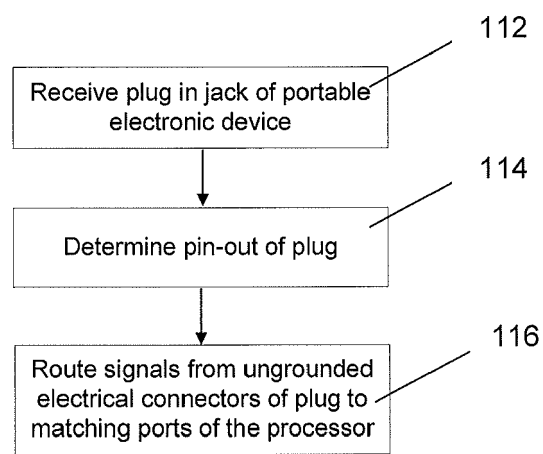 112
Receive plug in jack of portable
electronic device
114
Determine pin-out of plug
116
Route signals from ungrounded
electrical connectors of plug to
matching ports of the processor